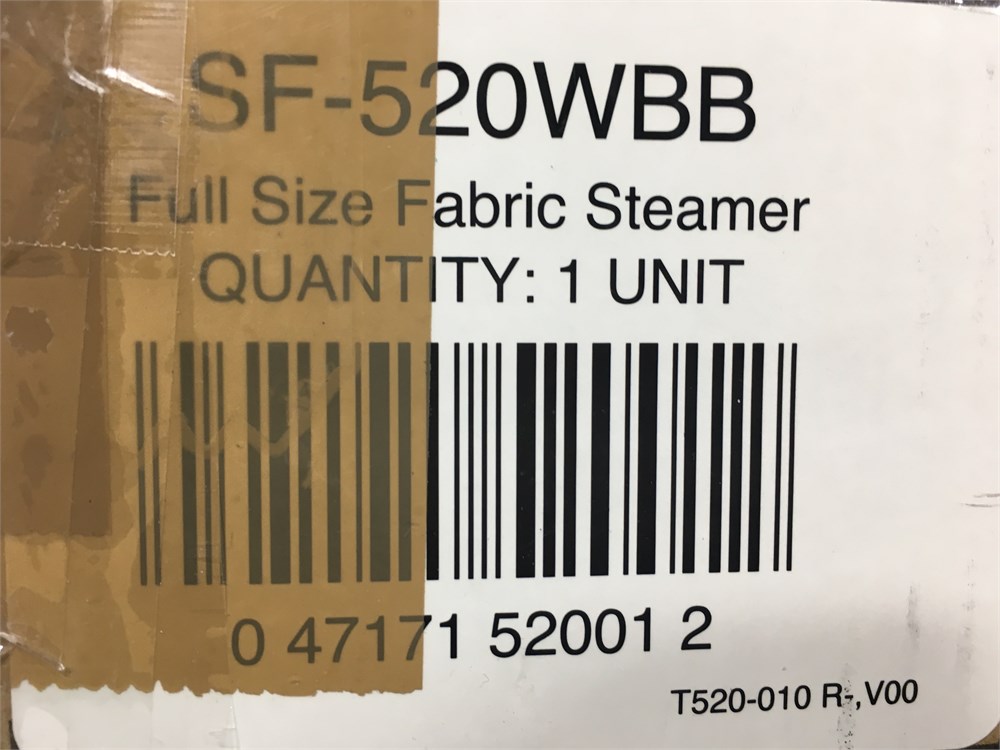 SF-520WBB
Full Size Fabric Steamer
QUANTITY: 1 UNIT
0 47171 52001 2
T520-010 R-,V00